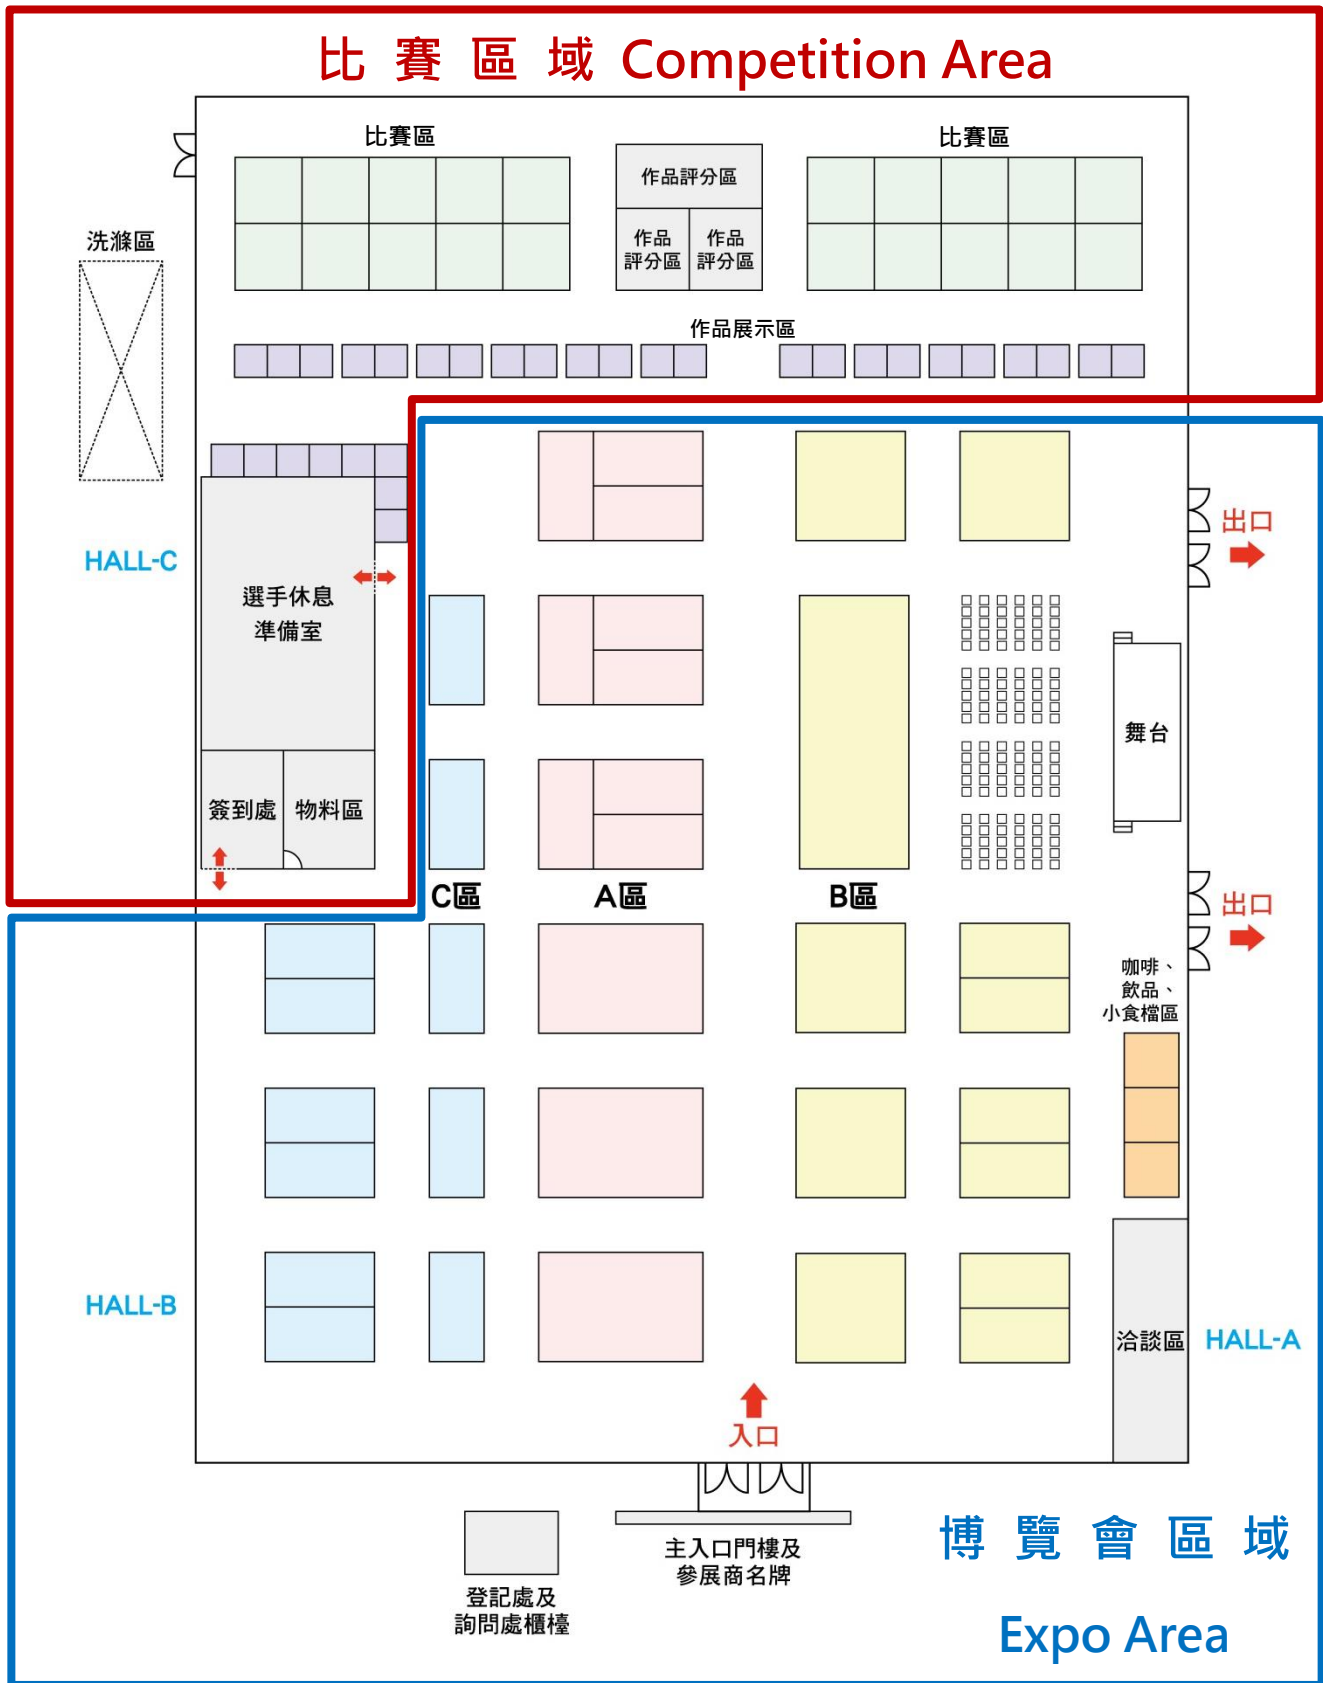 比賽區域 Competition Area
比賽區
比賽區
作品評分區
作品
評分區
作品
評分區
洗滌區
作品展示區
出口
HALL-C
選手休息
準備室
舞台
簽到處
物料區
C區
A區
B區
出口
咖啡、
飲品、
小食檔區
HALL-B
洽談區
HALL-A
入口
主入口門樓及
參展商名牌
登記處及
詢問處櫃檯
博覽會區域
Expo Area